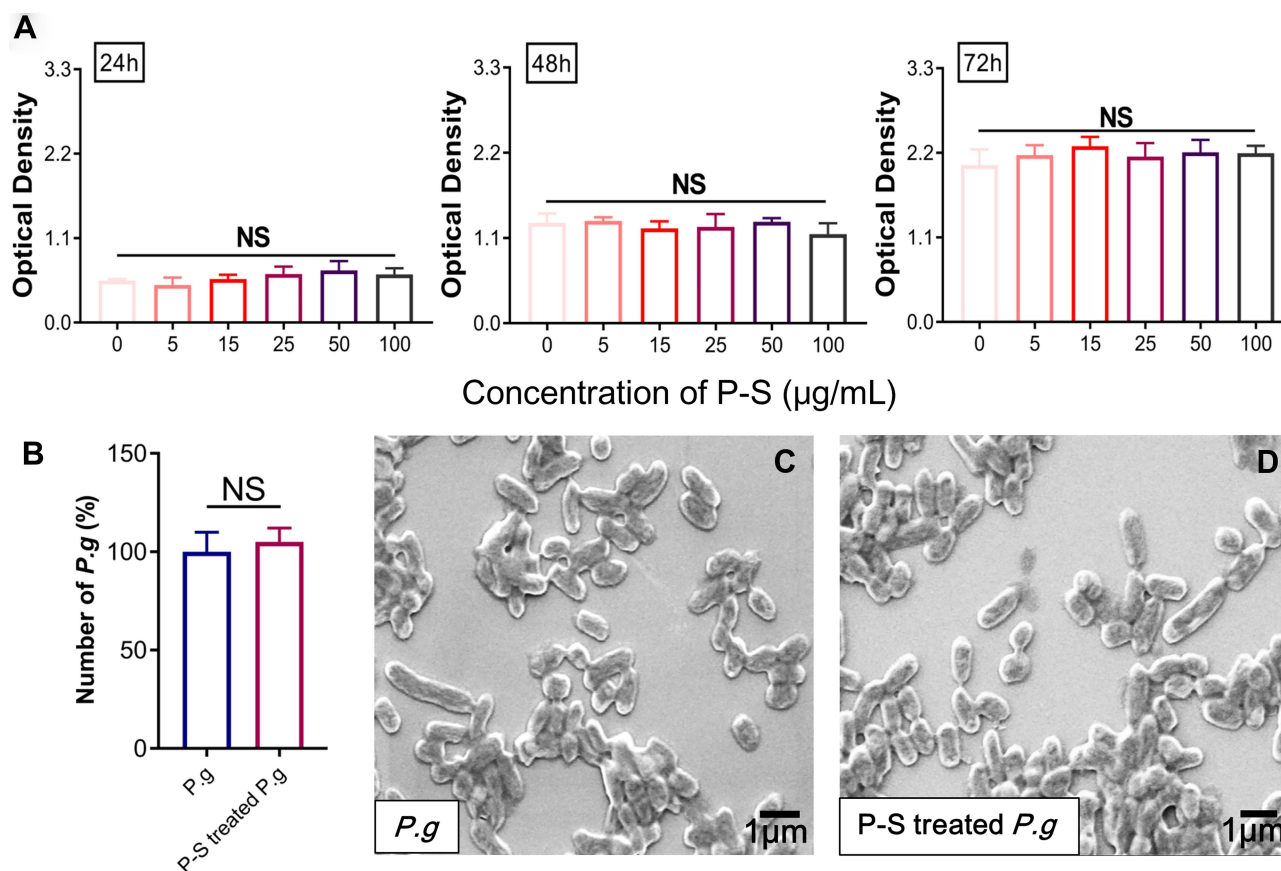 A
24h
48h
72h
Optical Density
3.3
2.2
1.1
0.0
NS
0 5 15 25 50 100
Optical Density
3.3
2.2
1.1
0.0
NS
0 5 15 25 50 100
Optical Density
3.3
2.2
1.1
0.0
NS
0 5 15 25 50 100
Concentration of P-S (µg/mL)
B
Number of P.g (%)
150
100
50
0
NS
P.g
P-S treated P.g
C
P.g
1µm
D
P-S treated P.g
1µm